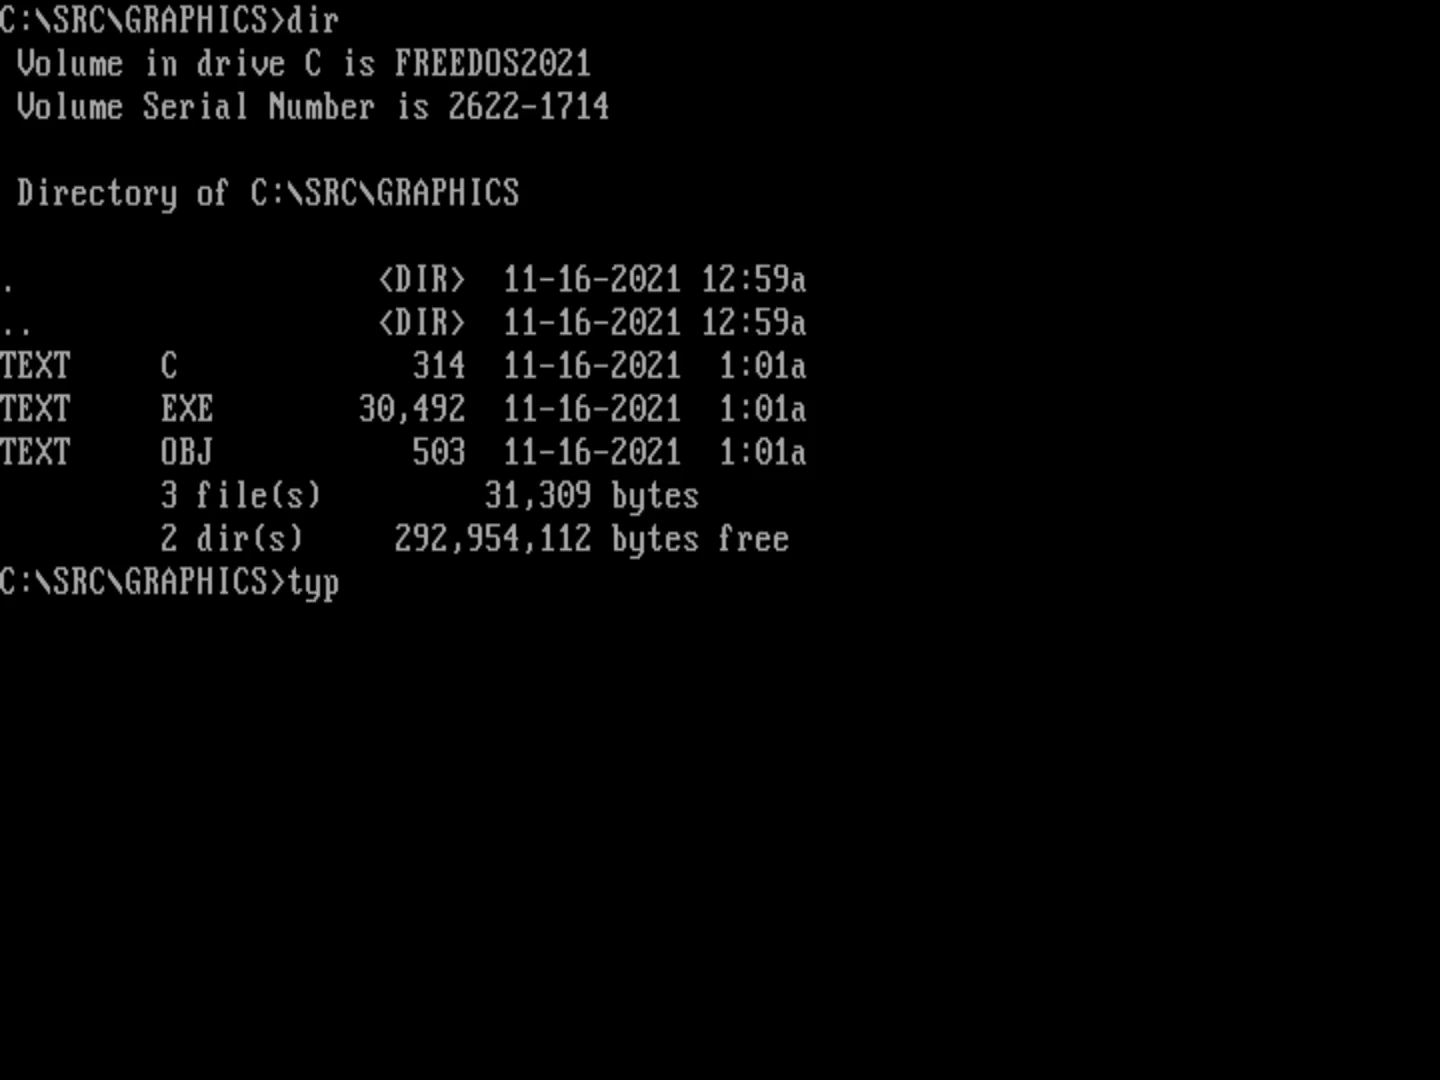 C:\SRC\GRAPHICS>dir
Volume in drive C is FREEDOS2021
Volume Serial Number is 2622-1714
Directory of C:\SRC\GRAPHICS
. <DIR> 11-16-2021 12:59a
.. <DIR> 11-16-2021 12:59a
TEXT C 314 11-16-2021 1:01a
TEXT EXE 30,492 11-16-2021 1:01a
TEXT OBJ 503 11-16-2021 1:01a
3 file(s) 31,309 bytes
2 dir(s) 292,954,112 bytes free
C:\SRC\GRAPHICS>typ